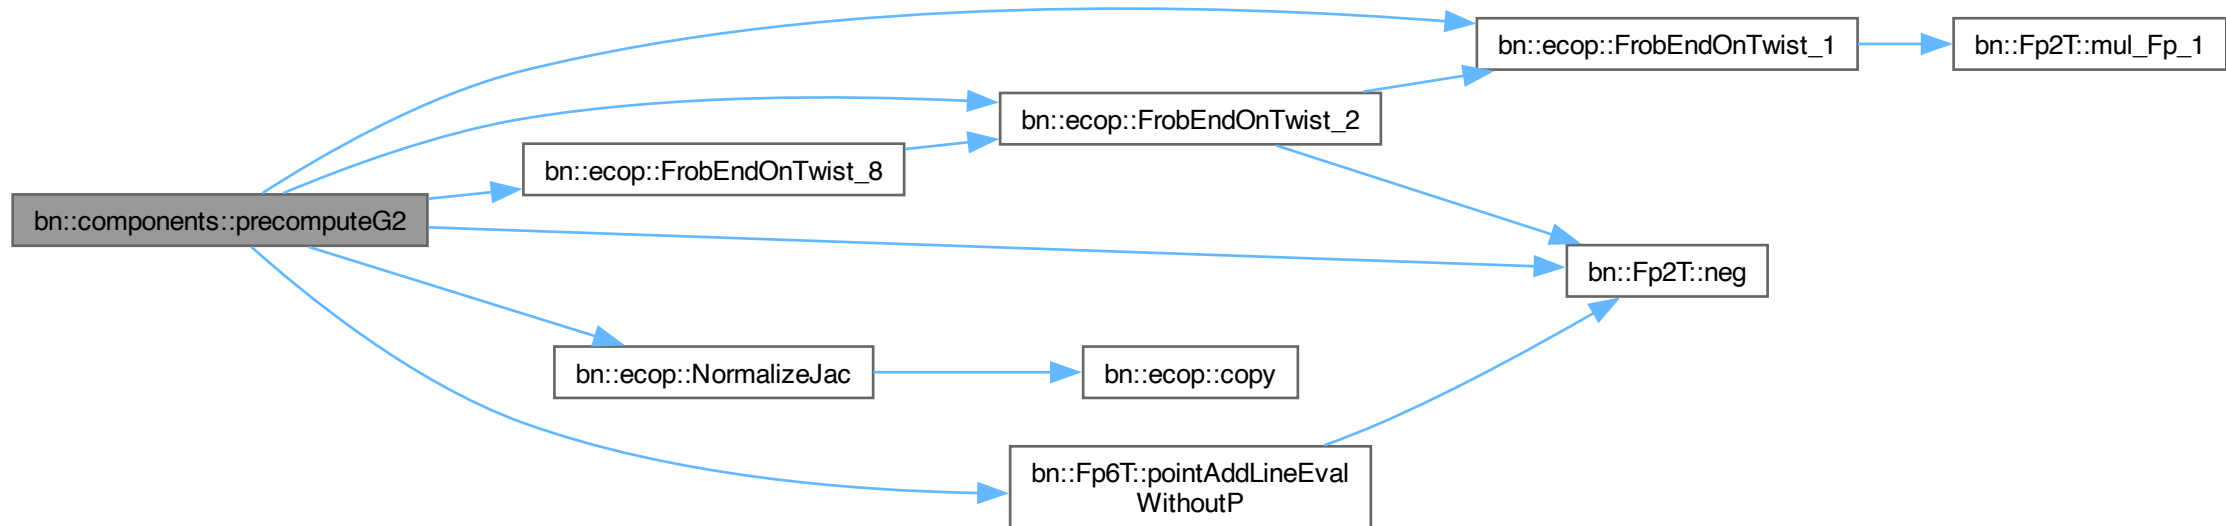 bn::ecop::FrobEndOnTwist_1
bn::Fp2T::mul_Fp_1
bn::ecop::FrobEndOnTwist_2
bn::ecop::FrobEndOnTwist_8
bn::components::precomputeG2
bn::Fp2T::neg
bn::ecop::NormalizeJac
bn::ecop::copy
bn::Fp6T::pointAddLineEval
WithoutP